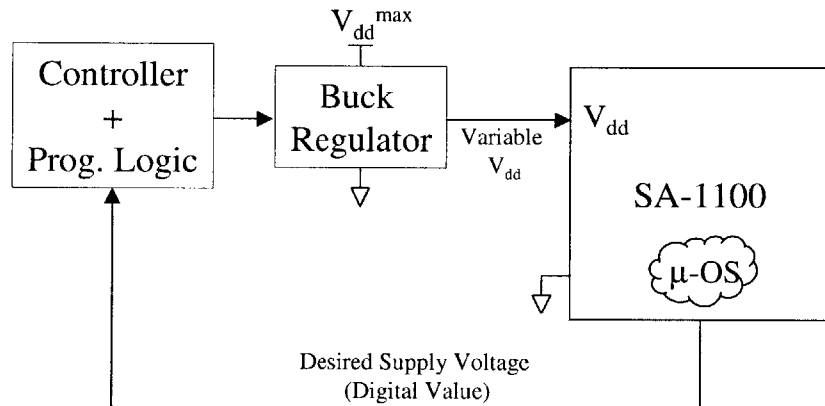 V_dd^max
Controller
+
Prog. Logic
Buck
Regulator
Variable
V_dd
V_dd
SA-1100
μ-OS
Desired Supply Voltage
(Digital Value)